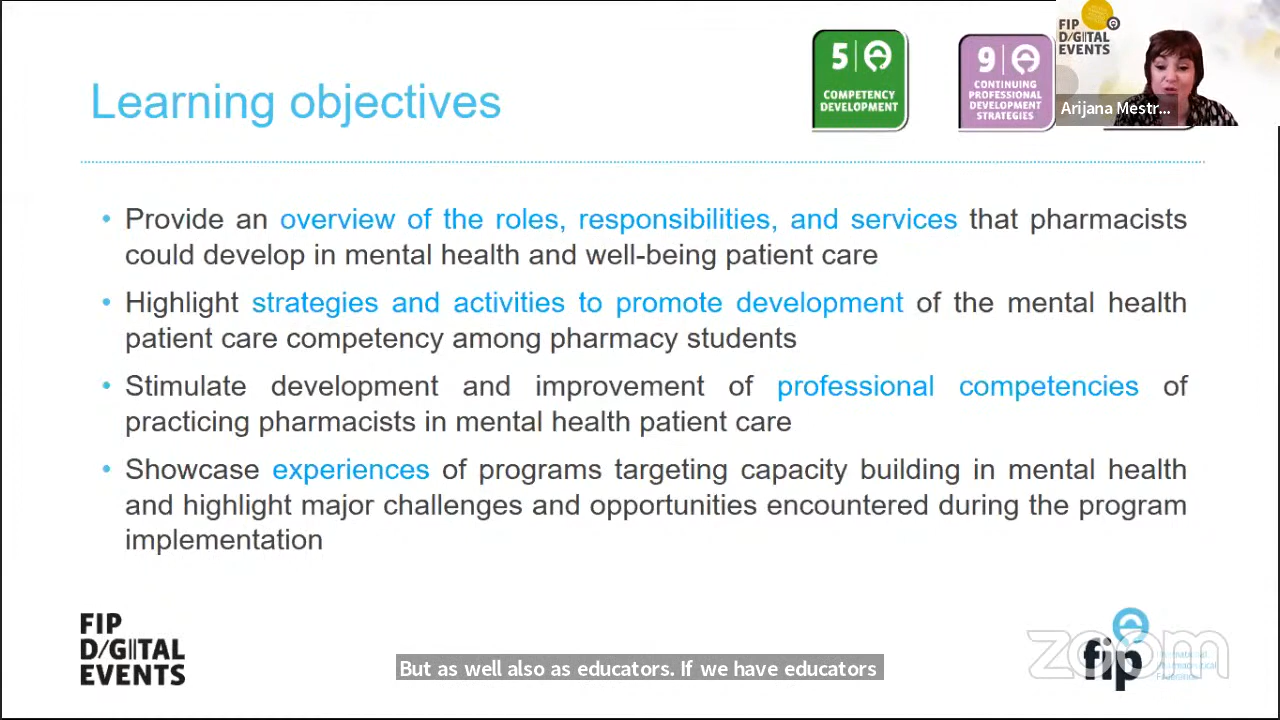 Learning objectives
5
COMPETENCY
DEVELOPMENT
9
CONTINUING
PROFESSIONAL
DEVELOPMENT
STRATEGIES
FIP
DIGITAL
EVENTS
Arijana Mestr...
• Provide an overview of the roles, responsibilities, and services that pharmacists
could develop in mental health and well-being patient care
• Highlight strategies and activities to promote development of the mental health
patient care competency among pharmacy students
• Stimulate development and improvement of professional competencies of
practicing pharmacists in mental health patient care
• Showcase experiences of programs targeting capacity building in mental health
and highlight major challenges and opportunities encountered during the program
implementation
FIP
DIGITAL
EVENTS
But as well also as educators. If we have educators
zoom
fip
International
Pharmaceutical
Federation